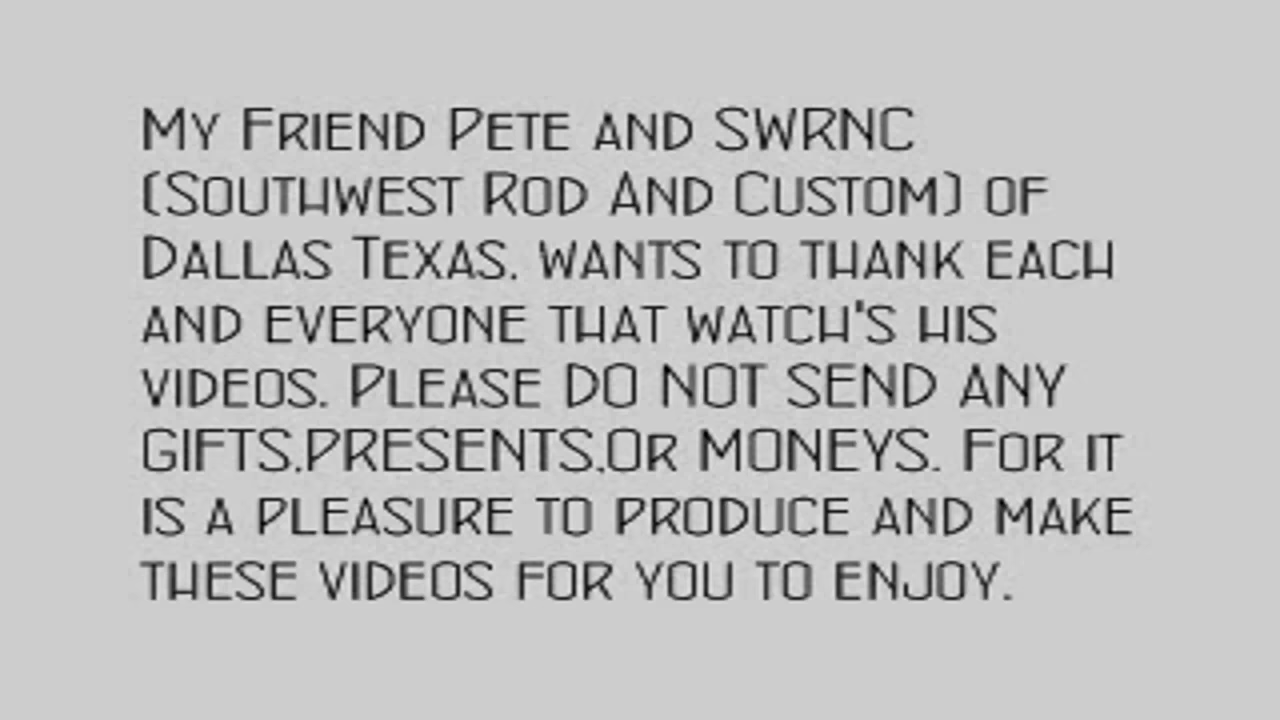 My Friend Pete and SWRNC
(Southwest Rod And Custom) of
Dallas Texas. wants to thank each
and everyone that watch's his
videos. Please DO NOT SEND ANY
GIFTS.PRESENTS.Or MONEYS. For it
is a pleasure to produce and make
these videos for you to enjoy.